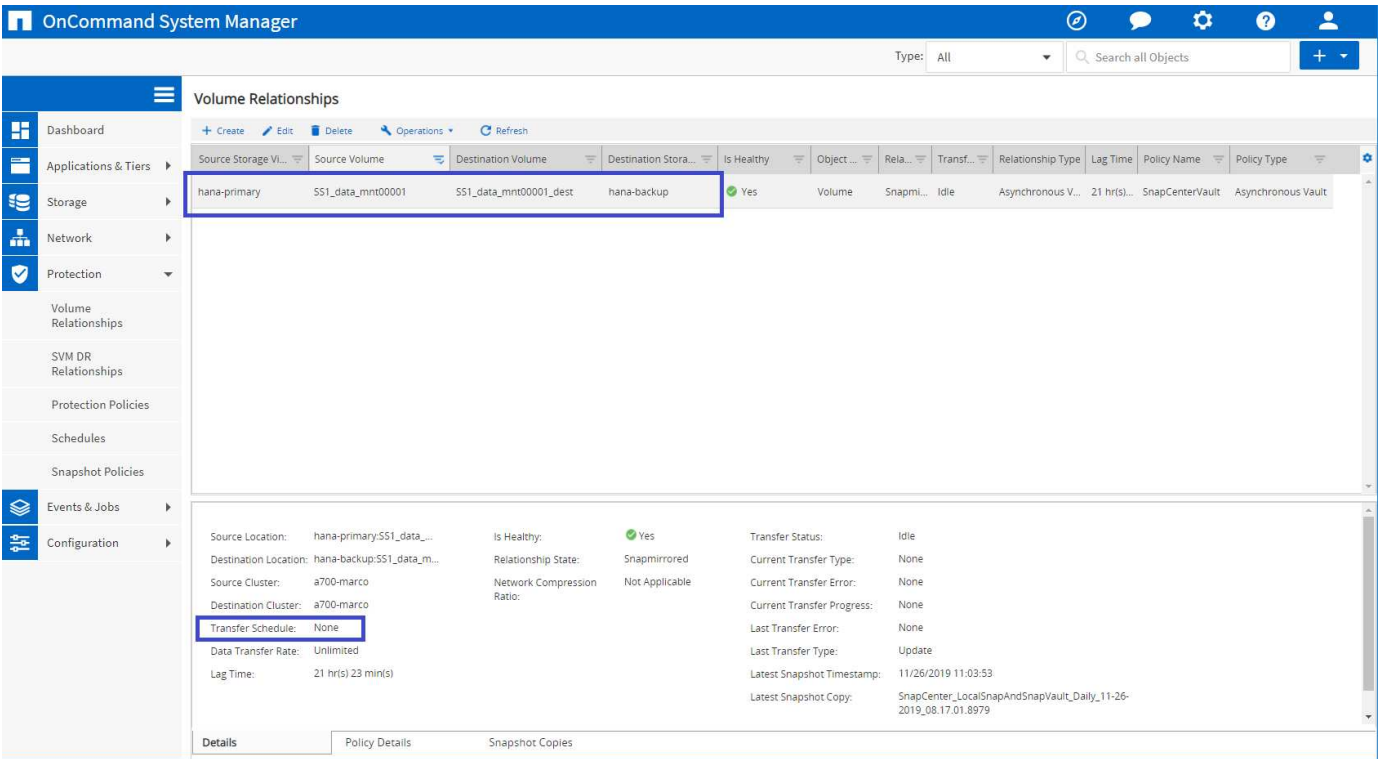 OnCommand System Manager
Type: All Search all Objects
Volume Relationships
Dashboard
Applications & Tiers
Storage
Network
Protection
Volume
Relationships
SVM DR
Relationships
Protection Policies
Schedules
Snapshot Policies
Events & Jobs
Configuration
+ Create Edit Delete Operations Refresh
Source Storage Vi... Source Volume Destination Volume Destination Stora... Is Healthy Object ... Rela... Transf... Relationship Type Lag Time Policy Name Policy Type
hana-primary SS1_data_mnt00001 SS1_data_mnt00001_dest hana-backup Yes Volume Snapmi... Idle Asynchronous V... 21 hr(s)... SnapCenterVault Asynchronous Vault
Source Location: hana-primary:SS1_data_...
Destination Location: hana-backup:SS1_data_m...
Source Cluster: a700-marco
Destination Cluster: a700-marco
Transfer Schedule: None
Data Transfer Rate: Unlimited
Lag Time: 21 hr(s) 23 min(s)
Is Healthy: Yes
Relationship State: Snapmirrored
Network Compression Not Applicable
Ratio:
Transfer Status: Idle
Current Transfer Type: None
Current Transfer Error: None
Current Transfer Progress: None
Last Transfer Error: None
Last Transfer Type: Update
Latest Snapshot Timestamp: 11/26/2019 11:03:53
Latest Snapshot Copy: SnapCenter_LocalSnapAndSnapVault_Daily_11-26-
2019_08.17.01.8979
Details Policy Details Snapshot Copies